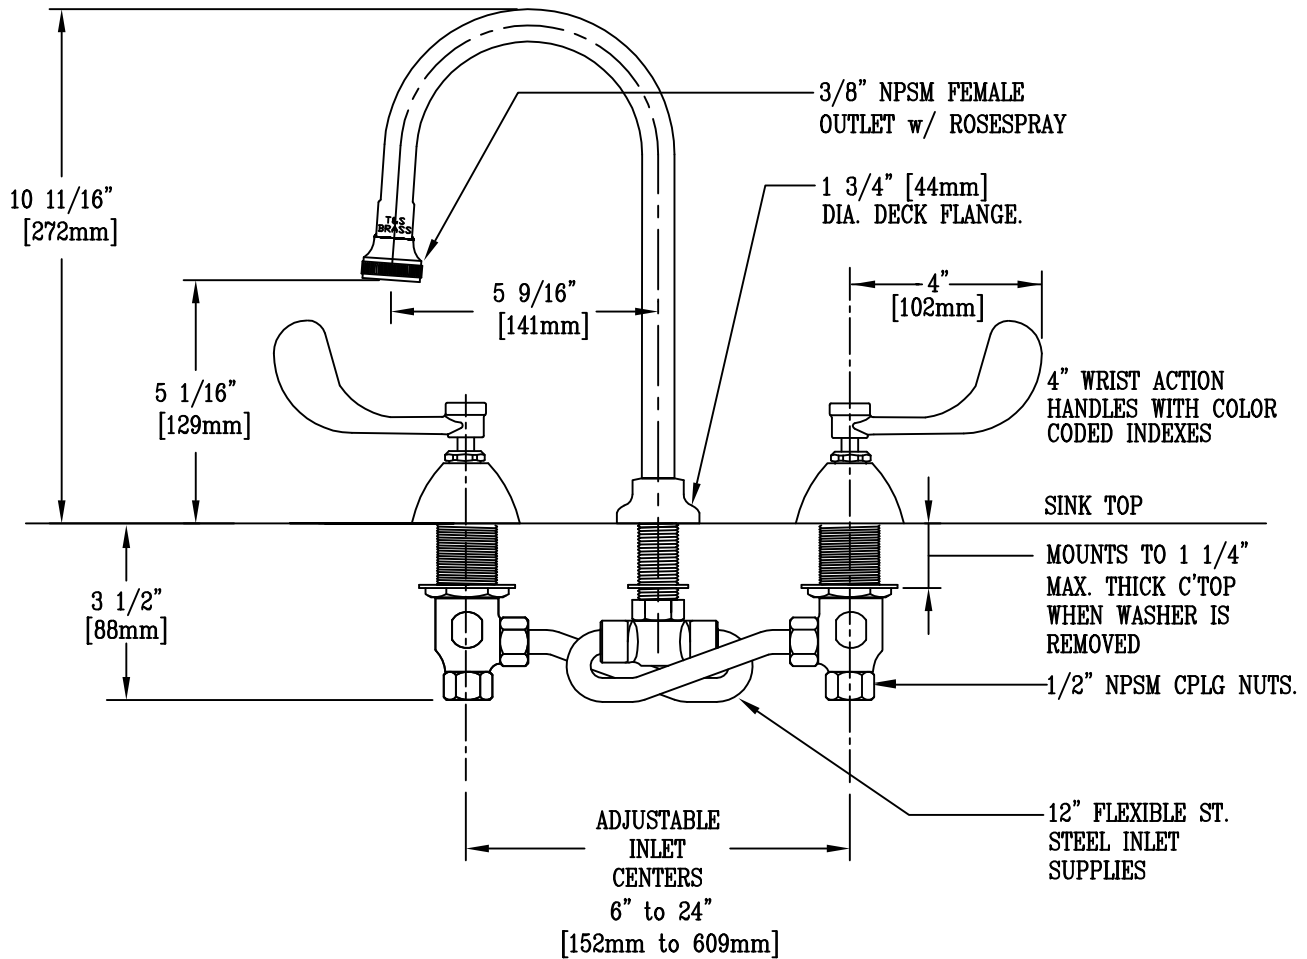 3/8" NPSM FEMALE
OUTLET w/ ROSESPRAY
10 11/16"
[272mm]
1 3/4" [44mm]
DIA. DECK FLANGE.
T&S
BRASS
5 9/16"
[141mm]
4"
[102mm]
5 1/16"
[129mm]
4" WRIST ACTION
HANDLES WITH COLOR
CODED INDEXES
SINK TOP
MOUNTS TO 1 1/4"
MAX. THICK C'TOP
WHEN WASHER IS
REMOVED
3 1/2"
[88mm]
1/2" NPSM CPLG NUTS.
12" FLEXIBLE ST.
STEEL INLET
SUPPLIES
ADJUSTABLE
INLET
CENTERS
6" to 24"
[152mm to 609mm]